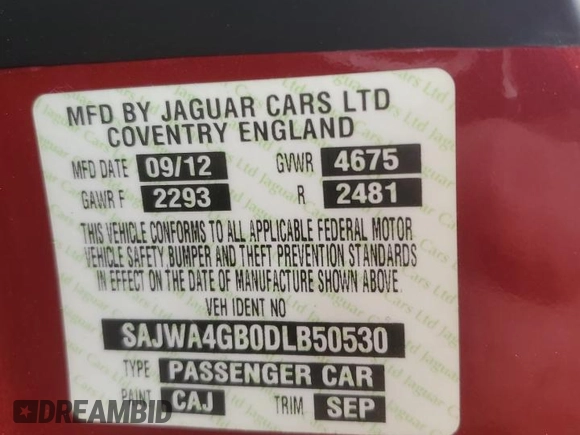 MFD BY JAGUAR CARS LTD
COVENTRY ENGLAND
MFD DATE 09/12 GVWR 4675
GAWR F 2293 R 2481
THIS VEHICLE CONFORMS TO ALL APPLICABLE FEDERAL MOTOR
VEHICLE SAFETY BUMPER AND THEFT PREVENTION STANDARDS
IN EFFECT ON THE DATE OF MANUFACTURE SHOWN ABOVE.
VEH IDENT NO
SAJWA4GB0DLB50530
TYPE PASSENGER CAR
PAINT CAJ TRIM SEP
DREAMBID